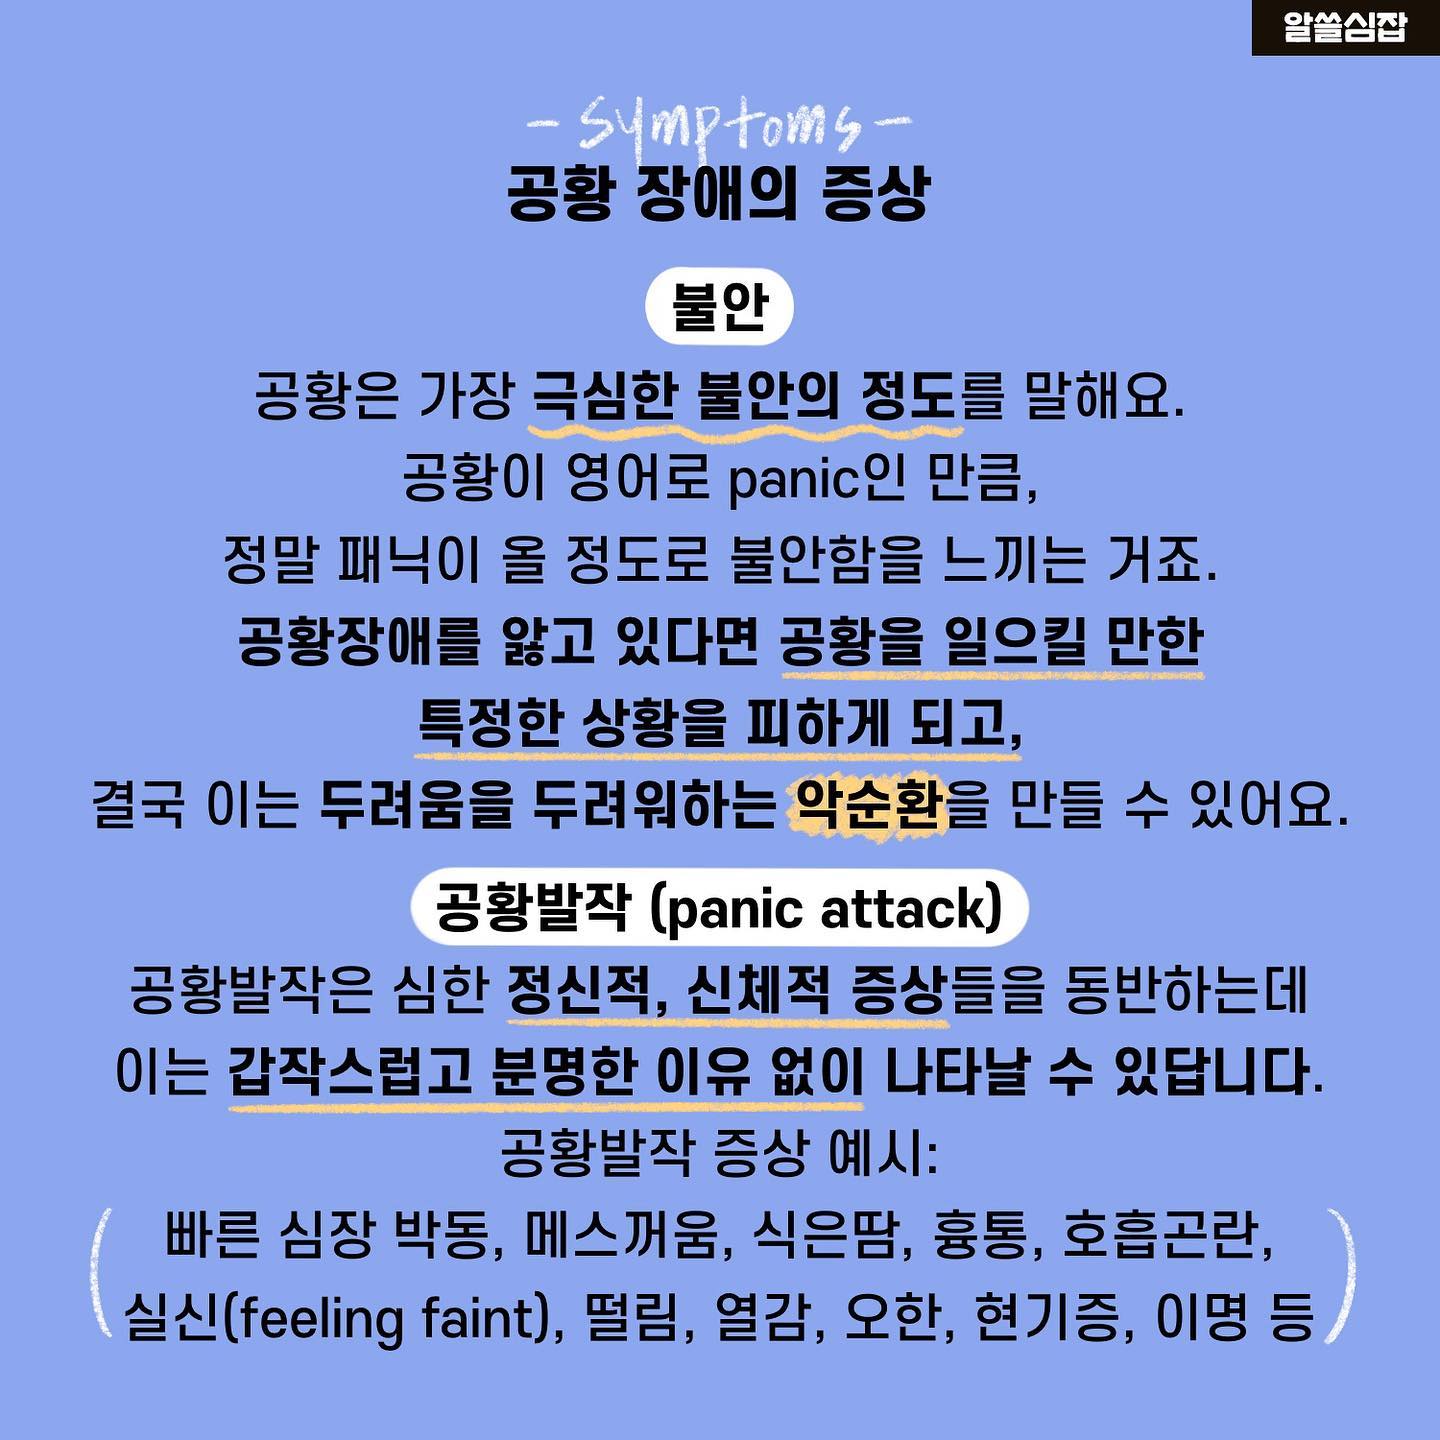 알쓸심잡
- Symptoms -
공황 장애의 증상
불안
공황은 가장 극심한 불안의 정도를 말해요.
공황이 영어로 panic인 만큼,
정말 패닉이 올 정도로 불안함을 느끼는 거죠.
공황장애를 앓고 있다면 공황을 일으킬 만한
특정한 상황을 피하게 되고,
결국 이는 두려움을 두려워하는 악순환을 만들 수 있어요.
공황발작 (panic attack)
공황발작은 심한 정신적, 신체적 증상들을 동반하는데
이는 갑작스럽고 분명한 이유 없이 나타날 수 있답니다.
공황발작 증상 예시:
(빠른 심장 박동, 메스꺼움, 식은땀, 흉통, 호흡곤란,
실신(feeling faint), 떨림, 열감, 오한, 현기증, 이명 등)